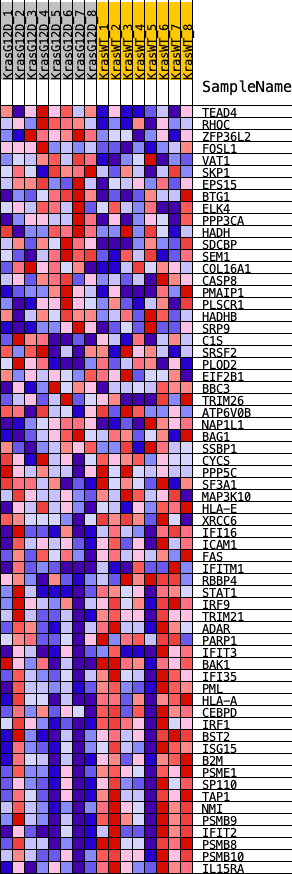 KrasG12D_1
KrasG12D_2
KrasG12D_3
KrasG12D_4
KrasG12D_5
KrasG12D_6
KrasG12D_7
KrasG12D_8
KrasWT_1
KrasWT_2
KrasWT_3
KrasWT_4
KrasWT_5
KrasWT_6
KrasWT_7
KrasWT_8
SampleName
TEAD4
RHOC
ZFP36L2
FOSL1
VAT1
SKP1
EPS15
BTG1
ELK4
PPP3CA
HADH
SDCBP
SEM1
COL16A1
CASP8
PMAIP1
PLSCR1
HADHB
SRP9
C1S
SRSF2
PLOD2
EIF2B1
BBC3
TRIM26
ATP6V0B
NAP1L1
BAG1
SSBP1
CYCS
PPP5C
SF3A1
MAP3K10
HLA-E
XRCC6
IFI16
ICAM1
FAS
IFITM1
RBBP4
STAT1
IRF9
TRIM21
ADAR
PARP1
IFIT3
BAK1
IFI35
PML
HLA-A
CEBPD
IRF1
BST2
ISG15
B2M
PSME1
SP110
TAP1
NMI
PSMB9
IFIT2
PSMB8
PSMB10
IL15RA